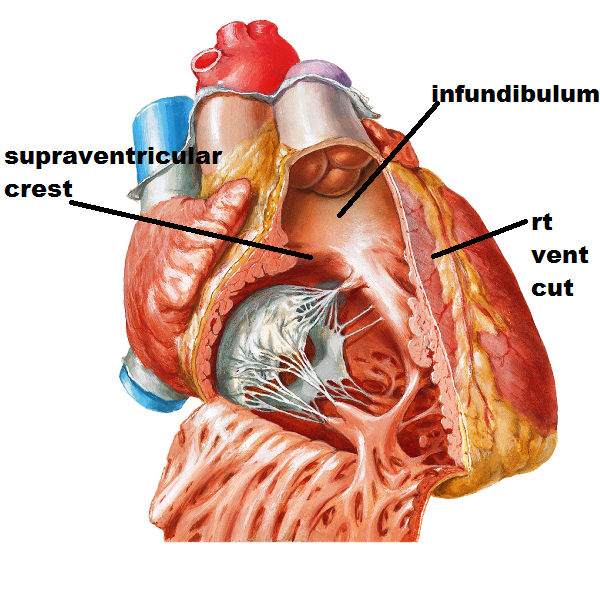 infundibulum
supraventricular
crest
rt
vent
cut